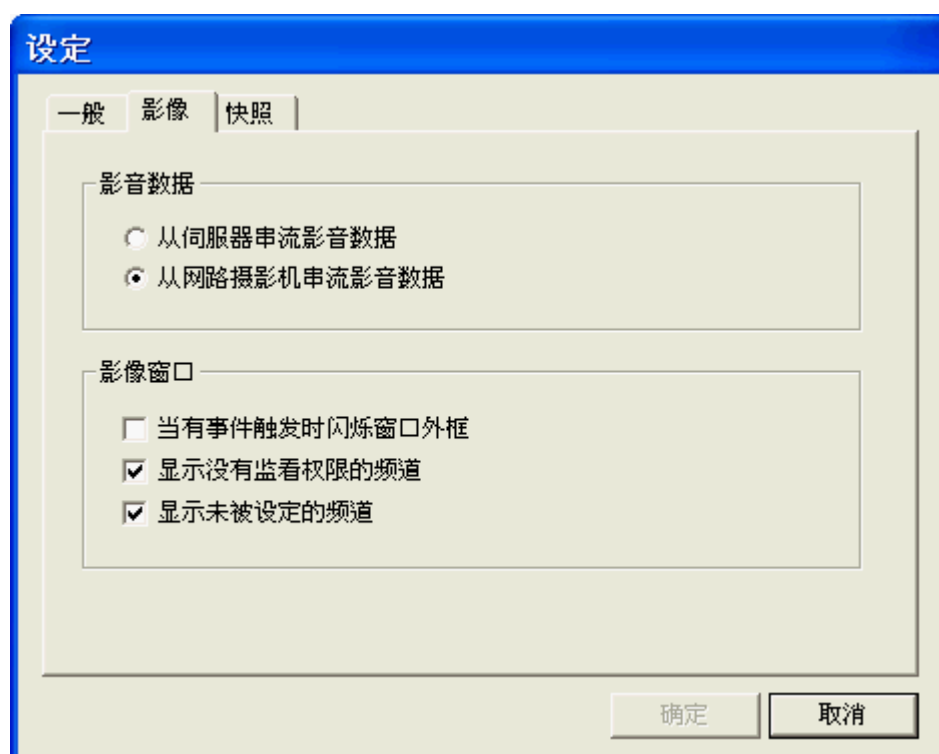 设定
一般 影像 快照
影音数据
从伺服器串流影音数据
从网路摄影机串流影音数据
影像窗口
当有事件触发时闪烁窗口外框
显示没有监看权限的频道
显示未被设定的频道
确定 取消